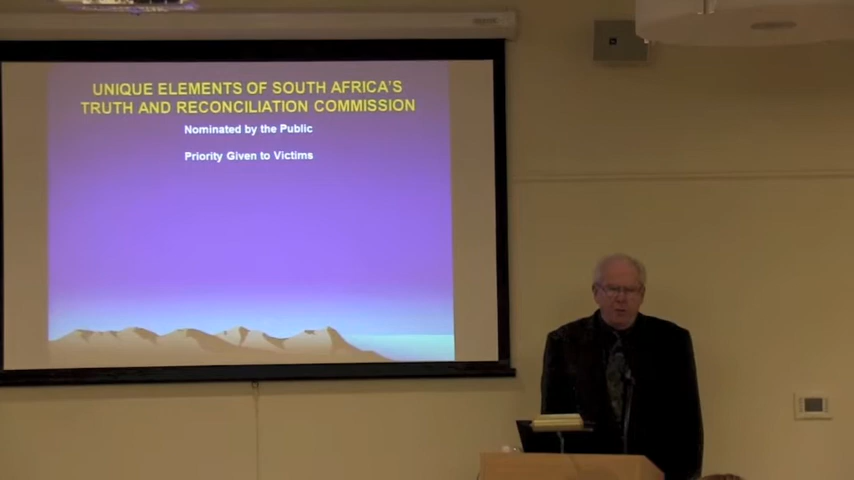 UNIQUE ELEMENTS OF SOUTH AFRICA'S
TRUTH AND RECONCILIATION COMMISSION
Nominated by the Public
Priority Given to Victims